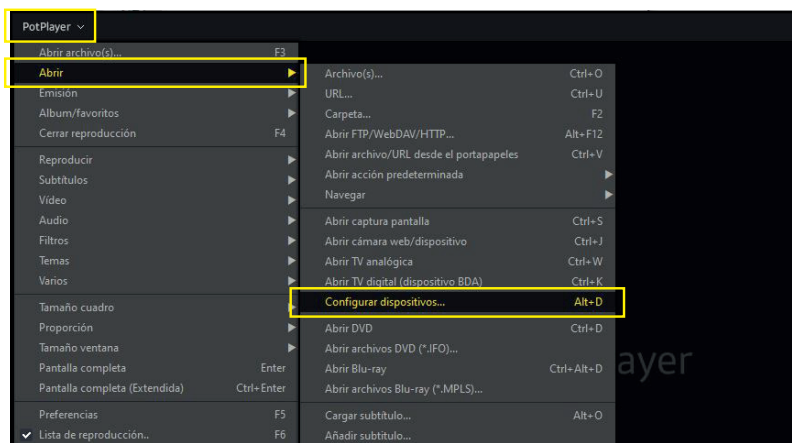 PotPlayer
Abrir archivo(s)... F3
Abrir
Emisión
Album/favoritos
Cerrar reproducción F4
Reproducir
Subtítulos
Vídeo
Audio
Filtros
Temas
Varios
Tamaño cuadro
Proporción
Tamaño ventana
Pantalla completa Enter
Pantalla completa (Extendida) Ctrl+Enter
Preferencias F5
Lista de reproducción.. F6
Archivo(s)... Ctrl+O
URL... Ctrl+U
Carpeta... F2
Abrir FTP/WebDAV/HTTP... Alt+F12
Abrir archivo/URL desde el portapapeles Ctrl+V
Abrir acción predeterminada
Navegar
Abrir captura pantalla Ctrl+S
Abrir cámara web/dispositivo Ctrl+J
Abrir TV analógica Ctrl+W
Abrir TV digital (dispositivo BDA) Ctrl+K
Configurar dispositivos... Alt+D
Abrir DVD Ctrl+D
Abrir archivos DVD (*.IFO)...
Abrir Blu-ray Ctrl+Alt+D
Abrir archivos Blu-ray (*.MPLS)...
Cargar subtítulo... Alt+O
Añadir subtitulo...
ayer